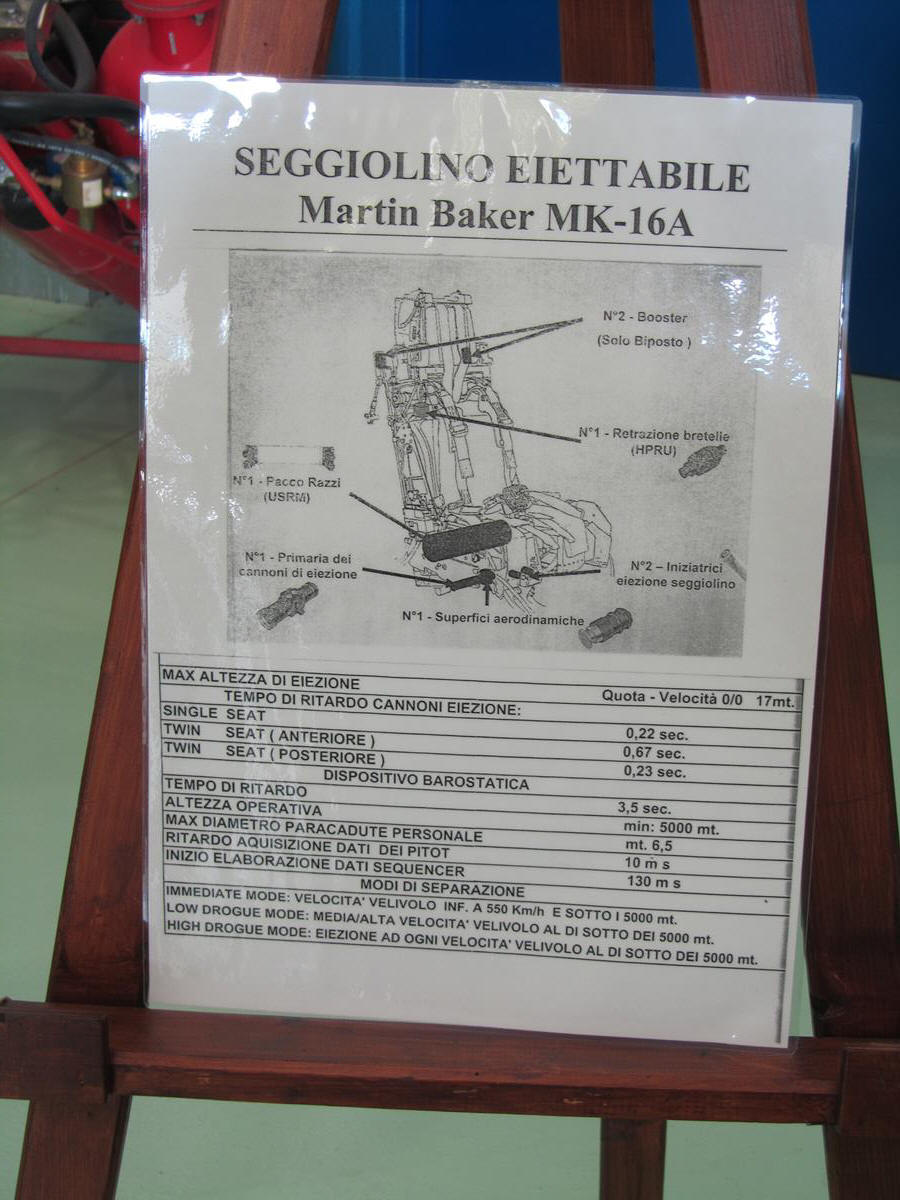 SEGGIOLINO EIETTABILE
Martin Baker MK-16A
N°2 - Booster
(Solo Biposto )
N°1 - Retrazione bretelle
(HPRU)
N°1 - Pacco Razzi
(USRM)
N°1 - Primaria dei
cannoni di eiezione
N°2 – Iniziatrici
eiezione seggiolino
N°1 - Superfici aerodinamiche
MAX ALTEZZA DI EIEZIONE Quota - Velocità 0/0 17mt.
TEMPO DI RITARDO CANNONI EIEZIONE:
SINGLE SEAT 0,22 sec.
TWIN SEAT ( ANTERIORE ) 0,67 sec.
TWIN SEAT ( POSTERIORE ) 0,23 sec.
DISPOSITIVO BAROSTATICA
TEMPO DI RITARDO 3,5 sec.
ALTEZZA OPERATIVA min: 5000 mt.
MAX DIAMETRO PARACADUTE PERSONALE mt. 6,5
RITARDO AQUISIZIONE DATI DEI PITOT 10 m s
INIZIO ELABORAZIONE DATI SEQUENCER 130 m s
MODI DI SEPARAZIONE
IMMEDIATE MODE: VELOCITA' VELIVOLO INF. A 550 Km/h E SOTTO I 5000 mt.
LOW DROGUE MODE: MEDIA/ALTA VELOCITA' VELIVOLO AL DI SOTTO DEI 5000 mt.
HIGH DROGUE MODE: EIEZIONE AD OGNI VELOCITA' VELIVOLO AL DI SOTTO DEI 5000 mt.